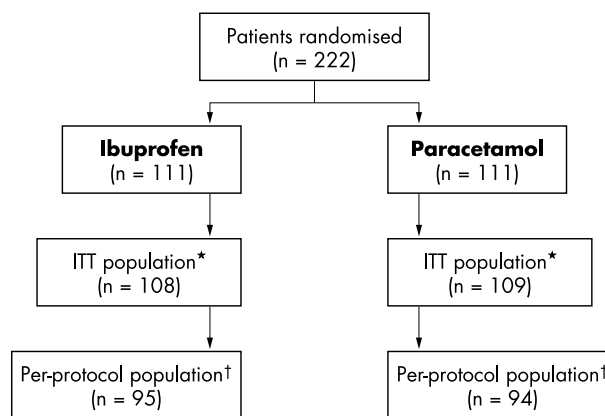 Patients randomised
(n = 222)
Ibuprofen
(n = 111)
Paracetamol
(n = 111)
ITT population★
(n = 108)
ITT population★
(n = 109)
Per-protocol population†
(n = 95)
Per-protocol population†
(n = 94)